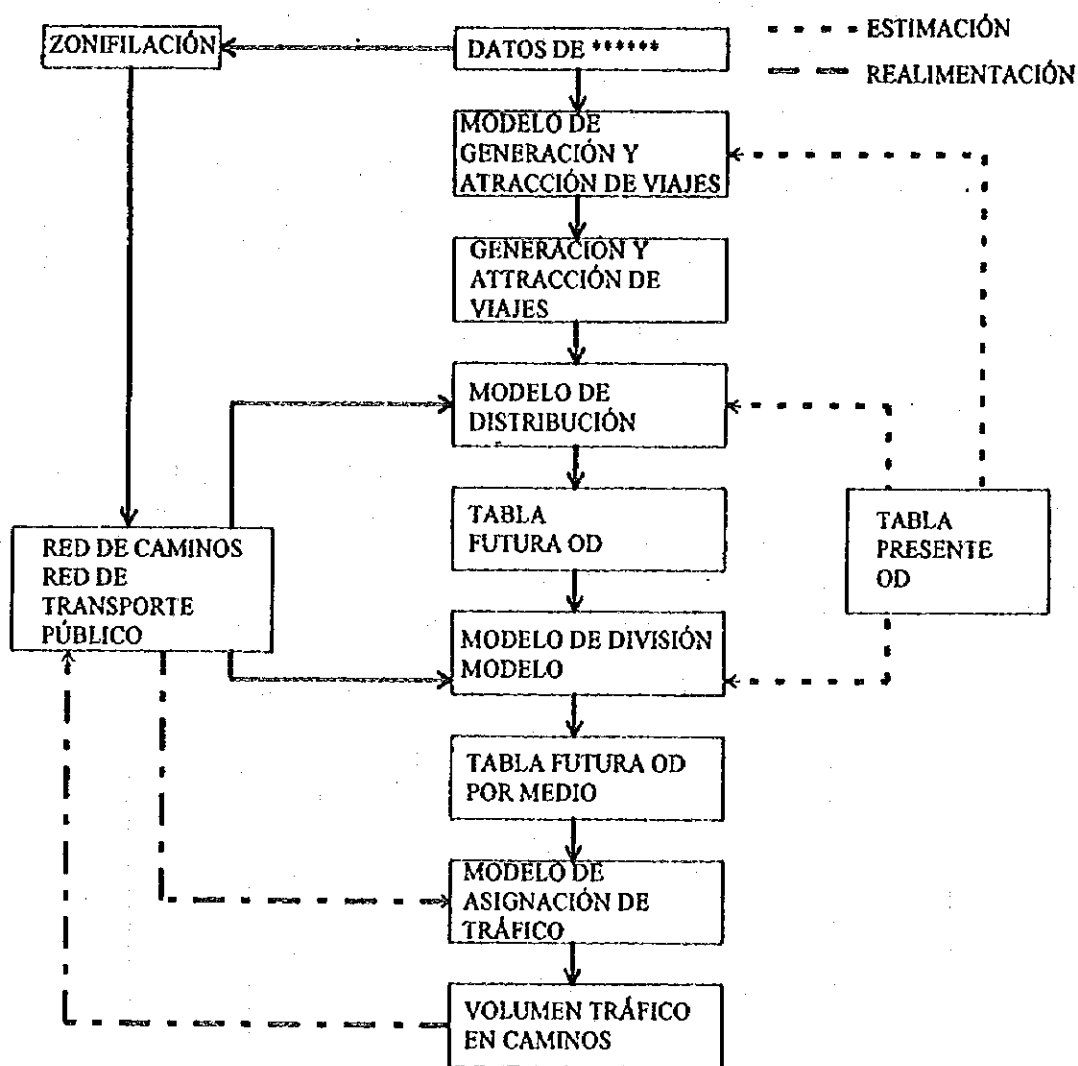 ZONIFILACIÓN
DATOS DE ******
ESTIMACIÓN
REALIMENTACIÓN
MODELO DE
GENERACIÓN Y
ATRACCIÓN DE VIAJES
GENERACIÓN Y
ATTRACCIÓN DE
VIAJES
MODELO DE
DISTRIBUCIÓN
TABLA
FUTURA OD
TABLA
PRESENTE
OD
RED DE CAMINOS
RED DE
TRANSPORTE
PÚBLICO
MODELO DE DIVISIÓN
MODELO
TABLA FUTURA OD
POR MEDIO
MODELO DE
ASIGNACIÓN DE
TRÁFICO
VOLUMEN TRÁFICO
EN CAMINOS